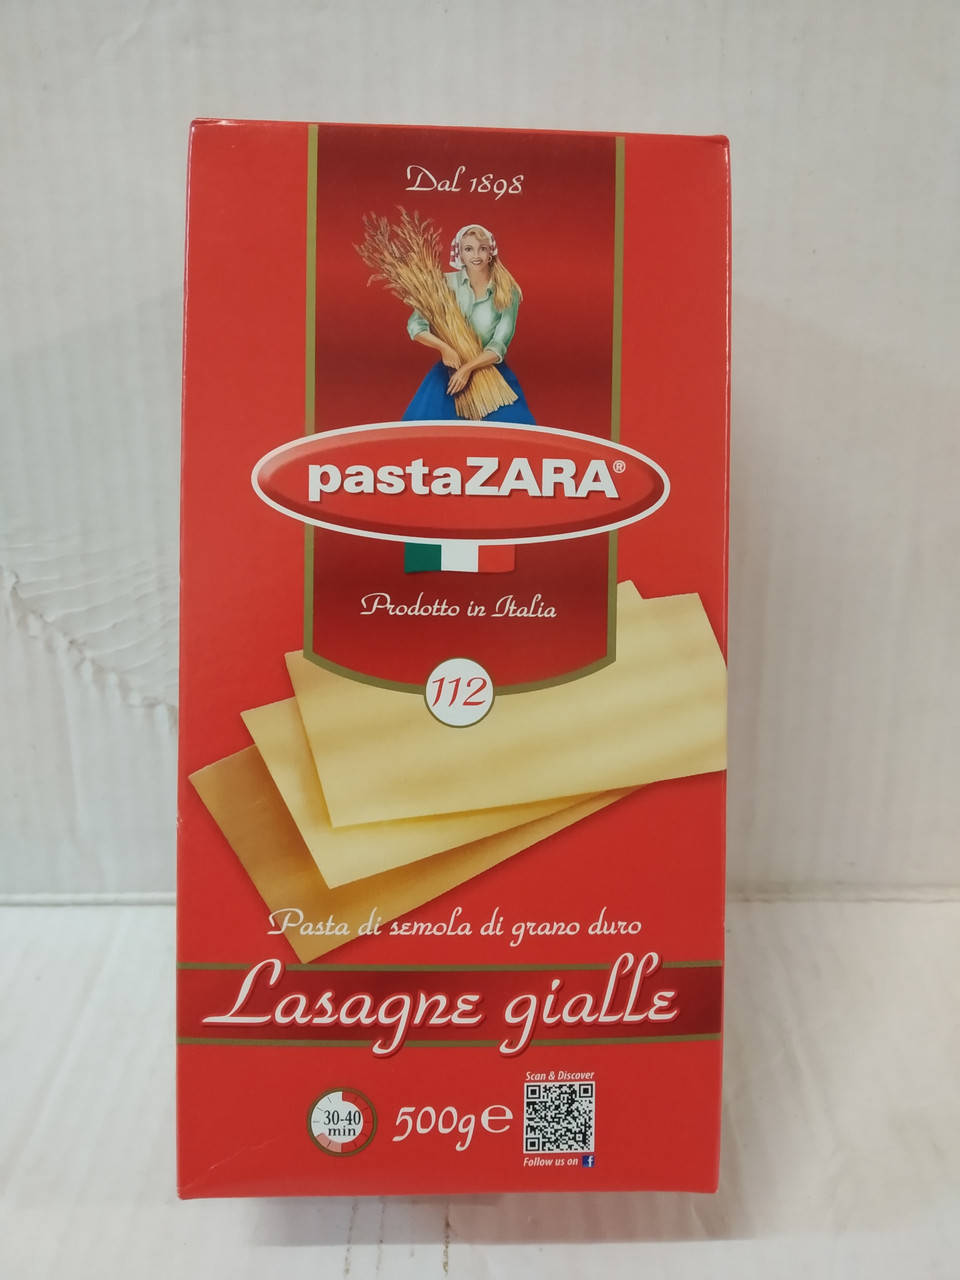 Dal 1898
pastaZARA®
Prodotto in Italia
112
Pasta di semola di grano duro
Lasagne gialle
30-40
min
500g℮
Scan & Discover
Follow us on f